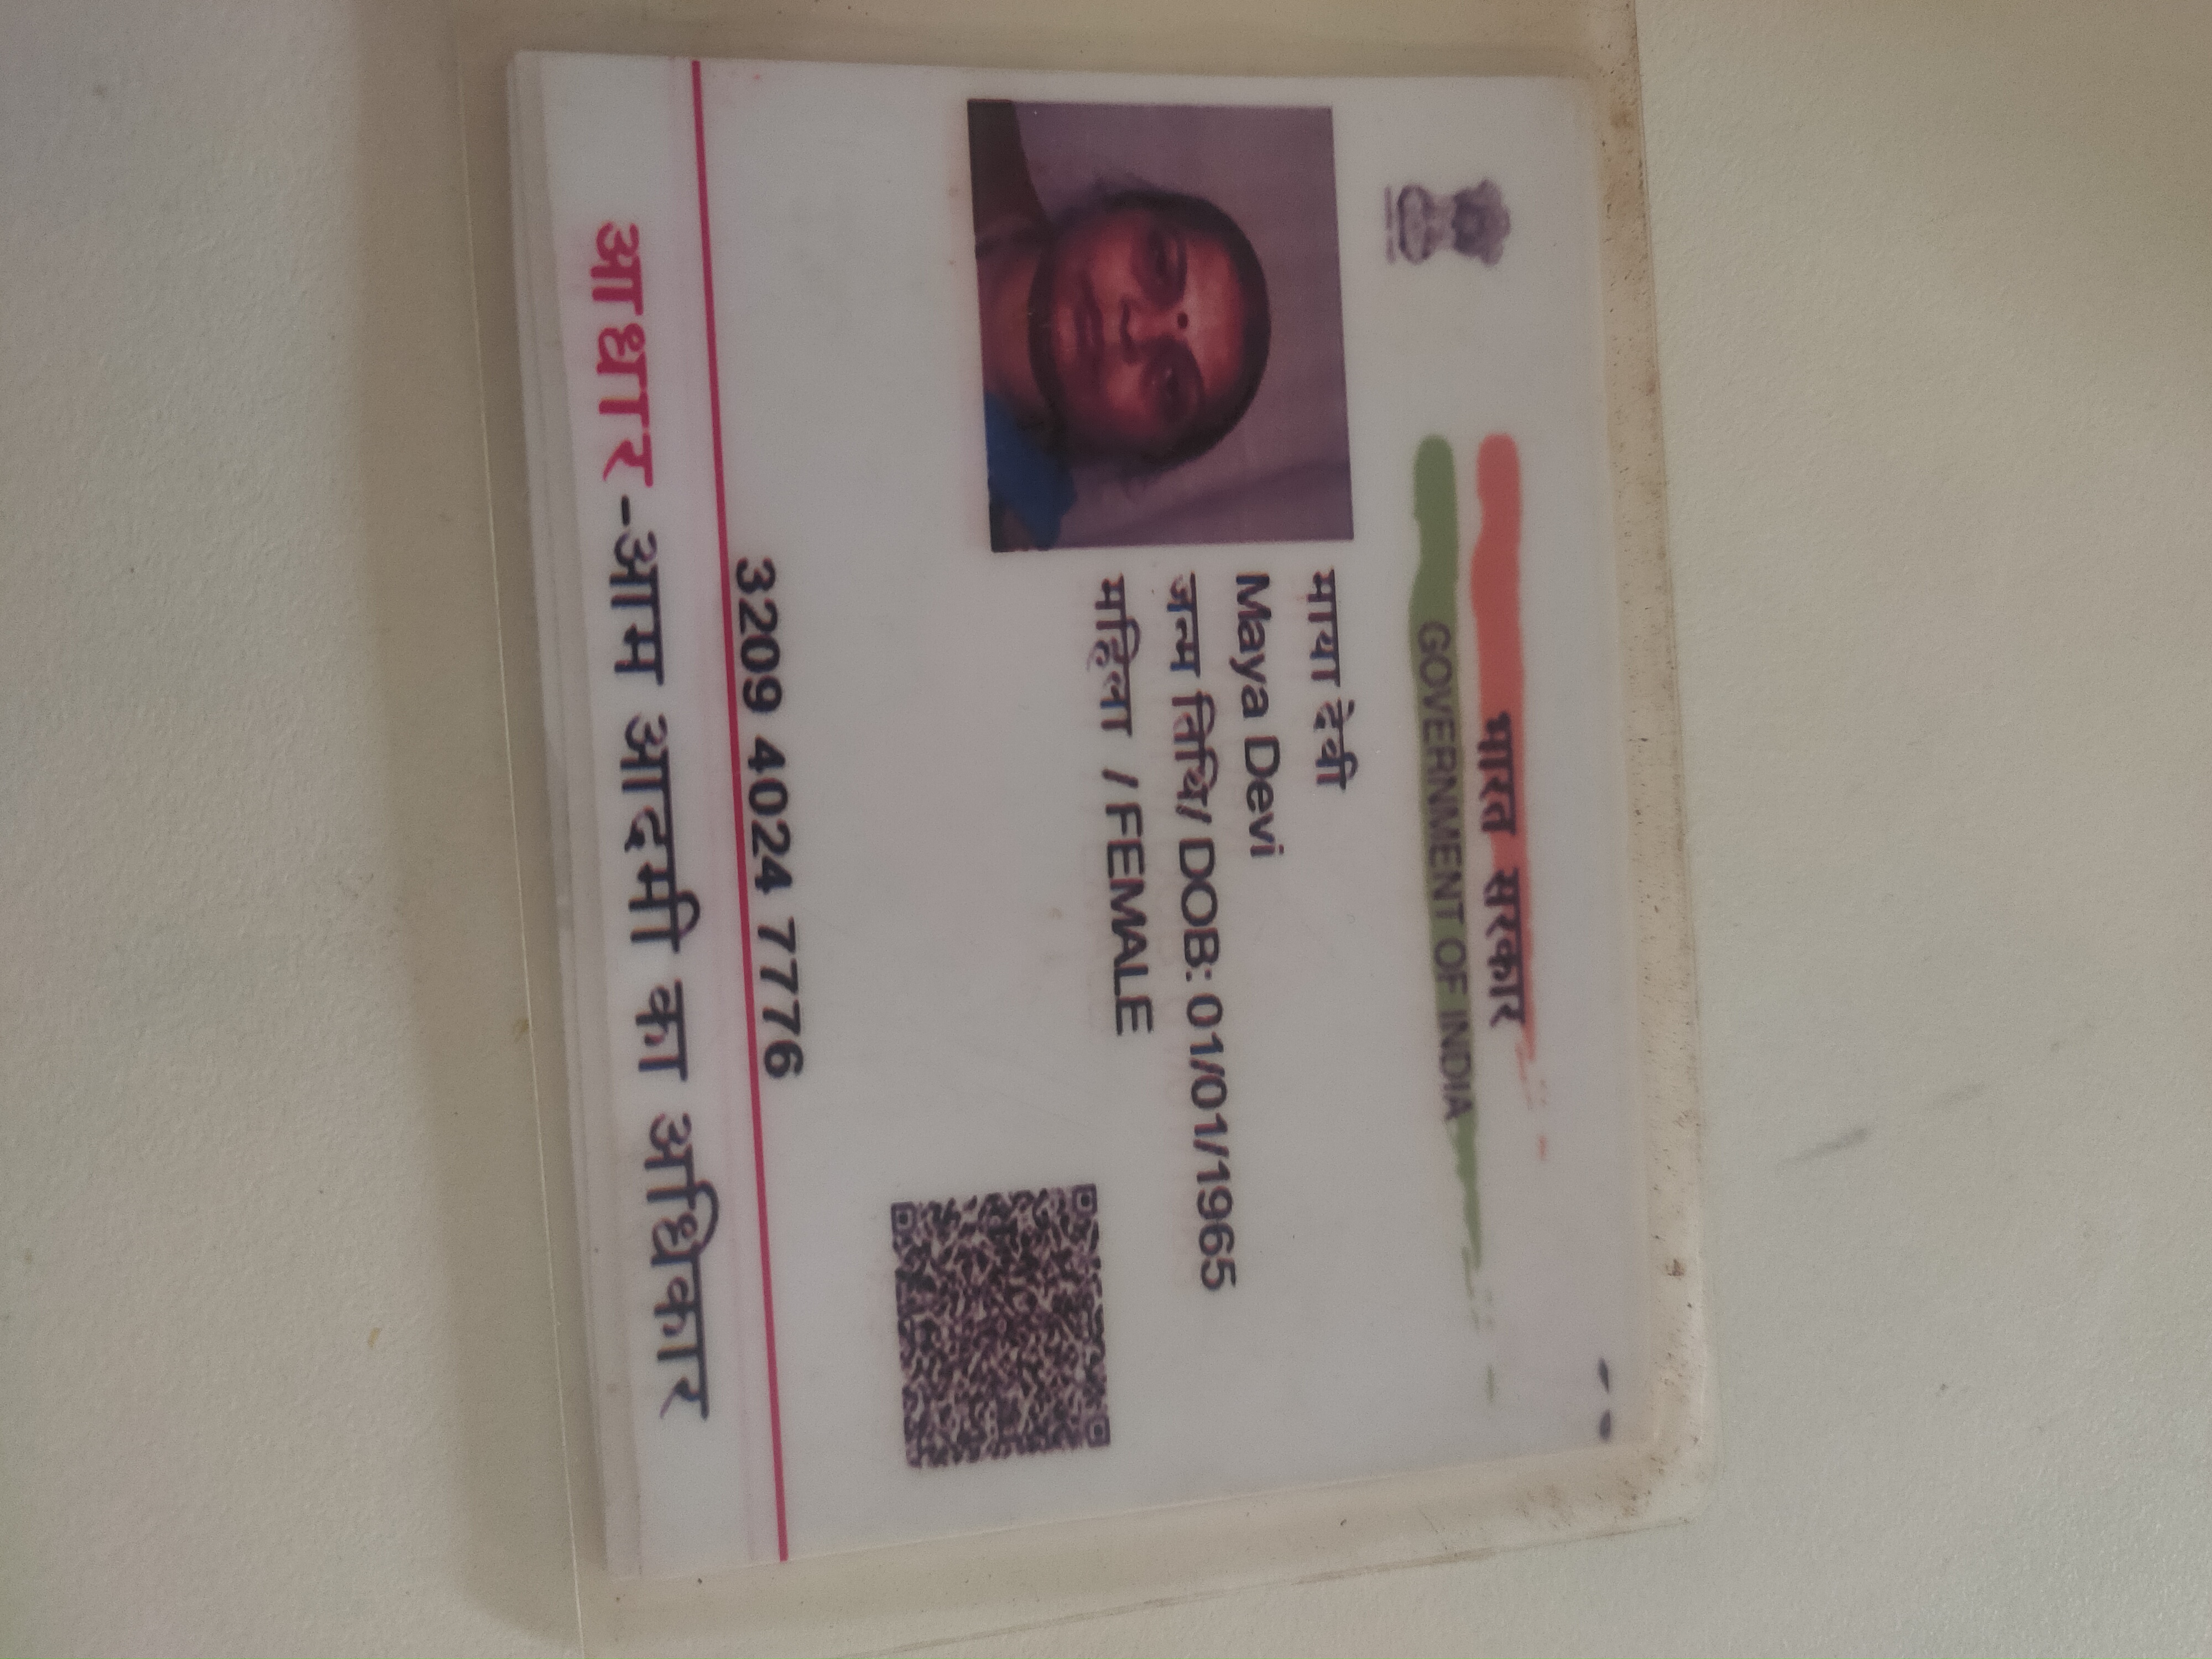 भारत सरकार
GOVERNMENT OF INDIA
माया देवी
Maya Devi
जन्म तिथि/ DOB: 01/01/1965
महिला / FEMALE
3209 4024 7776
आधार-आम आदमी का अधिकार